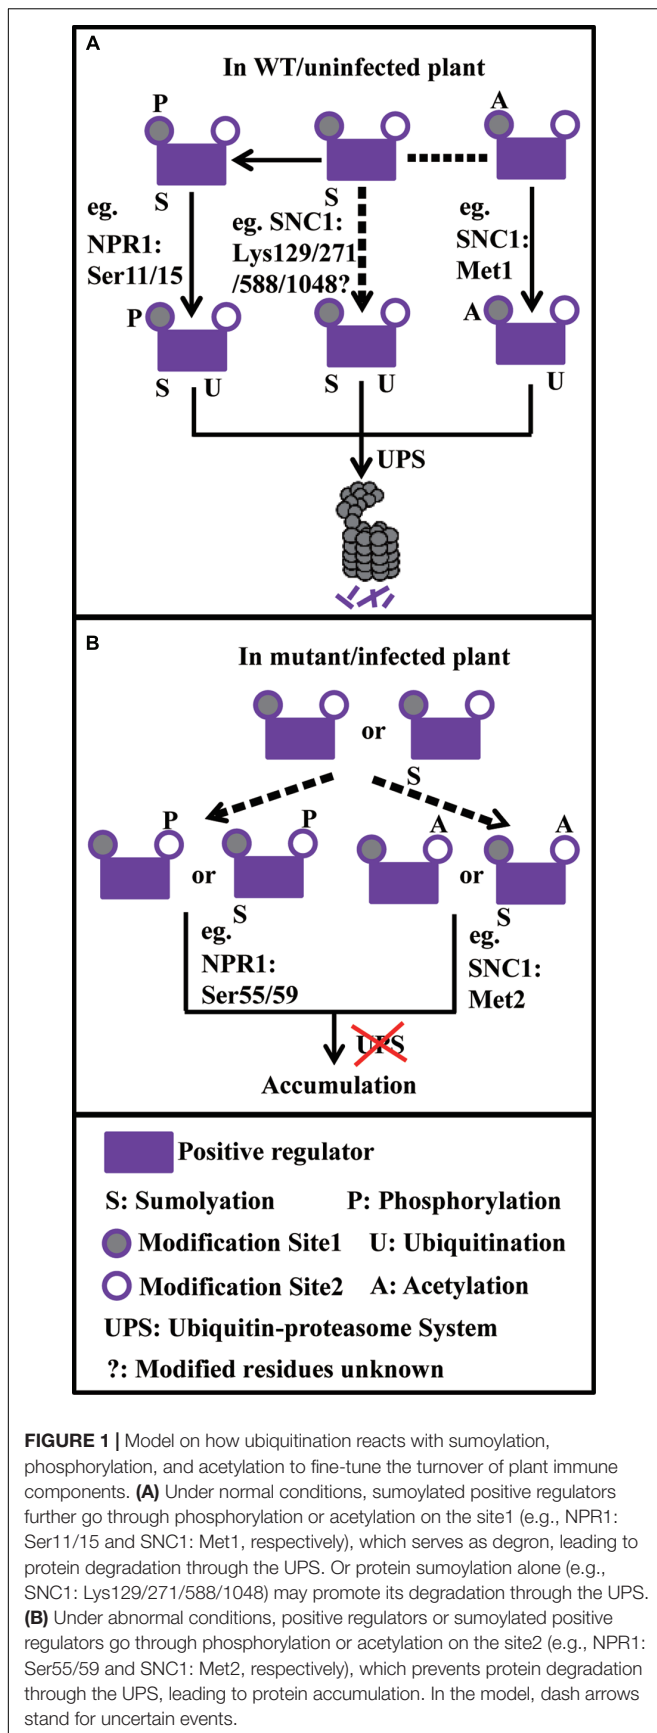 A
In WT/uninfected plant
P
A
S
S
eg.
NPR1:
Ser11/15
eg. SNC1:
Lys129/271
/588/1048?
eg.
SNC1:
Met1
P
A
S U
S U
U
UPS
B
In mutant/infected plant
or
S
P
P
A
A
or
or
S
S
eg.
NPR1:
Ser55/59
eg.
SNC1:
Met2
UPS
Accumulation
Positive regulator
S: Sumolyation P: Phosphorylation
Modification Site1 U: Ubiquitination
Modification Site2 A: Acetylation
UPS: Ubiquitin-proteasome System
?: Modified residues unknown
FIGURE 1 | Model on how ubiquitination reacts with sumoylation,
phosphorylation, and acetylation to fine-tune the turnover of plant immune
components. (A) Under normal conditions, sumoylated positive regulators
further go through phosphorylation or acetylation on the site1 (e.g., NPR1:
Ser11/15 and SNC1: Met1, respectively), which serves as degron, leading to
protein degradation through the UPS. Or protein sumoylation alone (e.g.,
SNC1: Lys129/271/588/1048) may promote its degradation through the UPS.
(B) Under abnormal conditions, positive regulators or sumoylated positive
regulators go through phosphorylation or acetylation on the site2 (e.g., NPR1:
Ser55/59 and SNC1: Met2, respectively), which prevents protein degradation
through the UPS, leading to protein accumulation. In the model, dash arrows
stand for uncertain events.